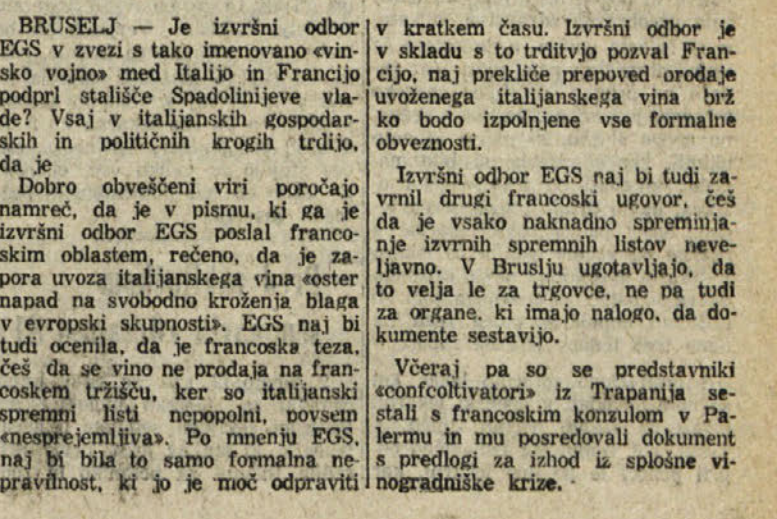 BRUSELJ — Je izvršni odbor
EGS v zvezi s tako imenovano «vin-
sko vojno» med Italijo in Francijo
podprl stališče Spadolinijeve vla-
de? Vsaj v italijanskih gospodar-
skih in političnih krogih trdijo,
da je
Dobro obveščeni viri poročajo
namreč, da je v pismu, ki ga je
izvršni odbor EGS poslal franco-
skim oblastem, rečeno, da je za-
pora uvoza italijanskega vina «oster
napad na svobodno kroženja blaga
v evropski skupnosti». EGS naj bi
tudi ocenila, da je francoska teza,
češ da se vino ne prodaja na fran-
coskem tržišču, ker so italijanski
spremni listi nepopolni, povsem
«nesprejemljiva». Po mnenju EGS,
naj bi bila to samo formalna ne-
pravilnost, ki jo je moč odpraviti
v kratkem času. Izvršni odbor je
v skladu s to trditvjo pozval Fran-
cijo, naj prekliče prepoved orodaje
uvoženega italijanskega vina brž
ko bodo izpolnjene vse formalne
obveznosti.
Izvršni odbor EGS naj bi tudi za-
vrnil drugi francoski ugovor, češ
da je vsako naknadno spreminja-
nje izvrnih spremnih listov neve-
ljavno. V Bruslju ugotavljajo, da
to velja le za trgovce, ne pa tudi
za organe, ki imajo nalogo, da do-
kumente sestavijo.
Včeraj pa so se predstavniki
«confcoltivatori» iz Trapanija se-
stali s francoskim konzulom v Pa-
lermu in mu posredovali dokument
s predlogi za izhod iz splošne vi-
nogradniške krize.